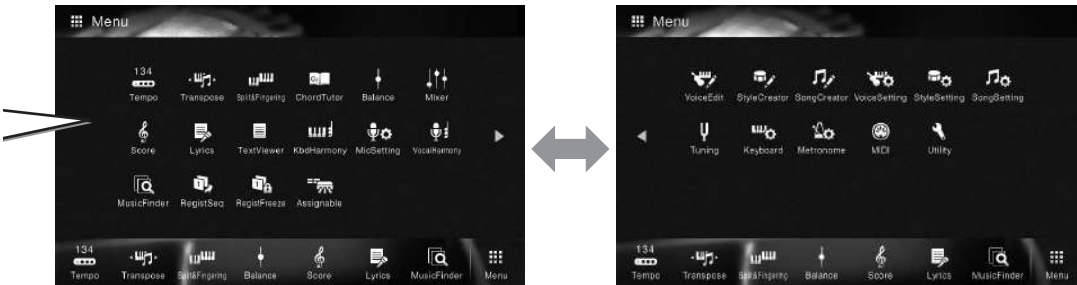 Menu
134
Tempo Transpose Split&Fingering ChordTutor Balance Mixer
Score Lyrics TextViewer KbdHarmony MicSetting VocalHarmony
MusicFinder RegistSeq RegistFreeze Assignable
134
Tempo Transpose Split&Fingering Balance Score Lyrics MusicFinder Menu
Menu
VoiceEdit StyleCreator SongCreator VoiceSetting StyleSetting SongSetting
Tuning Keyboard Metronome MIDI Utility
134
Tempo Transpose Split&Fingering Balance Score Lyrics MusicFinder Menu